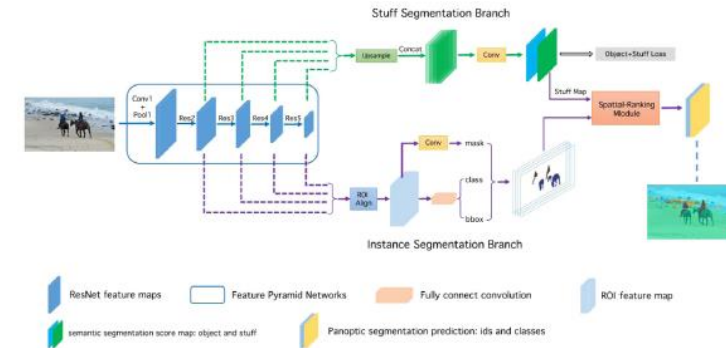 Stuff Segmentation Branch
Upsample
Concat
Conv
Object+Stuff Loss
Stuff Map
Spatial-Ranking
Module
Conv1
+
Pool1
Res2
Res3
Res4
Res5
Conv
mask
ROI
Align
class
bbox
Instance Segmentation Branch
ResNet feature maps
Feature Pyramid Networks
Fully connect convolution
ROI feature map
semantic segmentation score map: object and stuff
Panoptic segmentation prediction: ids and classes